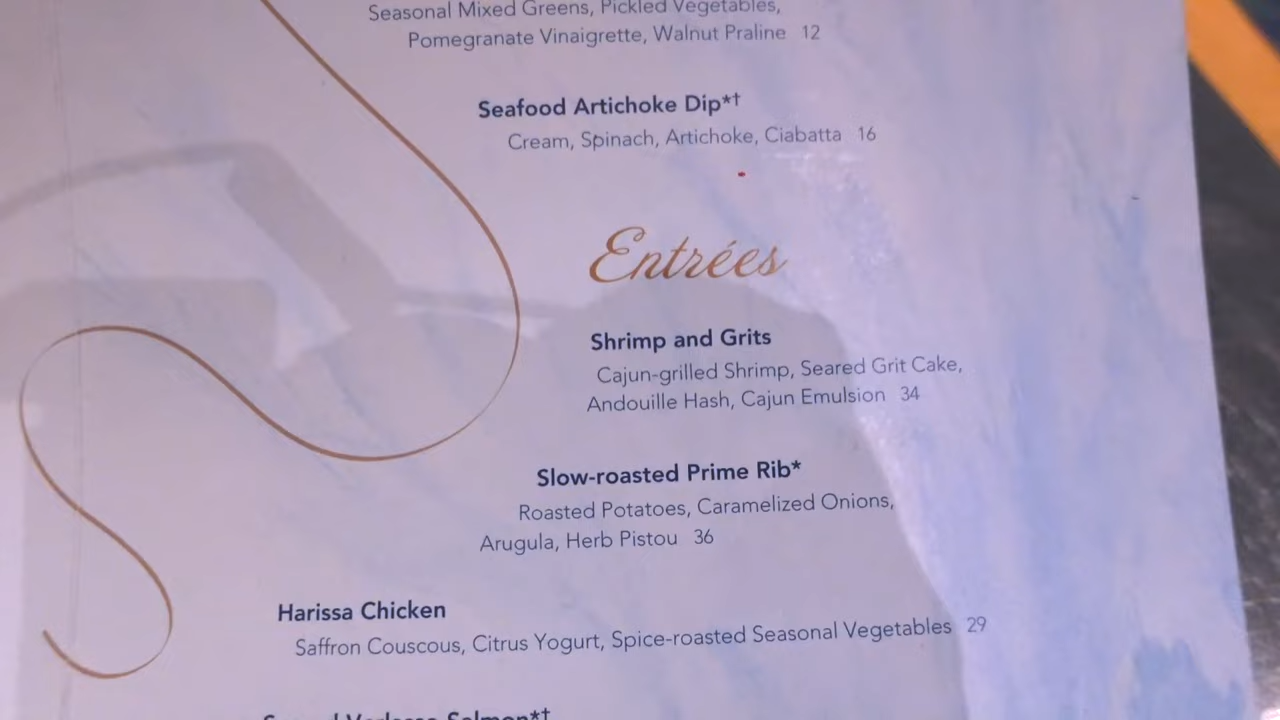 Seasonal Mixed Greens, Pickled Vegetables,
Pomegranate Vinaigrette, Walnut Praline 12
Seafood Artichoke Dip*†
Cream, Spinach, Artichoke, Ciabatta 16
Entrées
Shrimp and Grits
Cajun-grilled Shrimp, Seared Grit Cake,
Andouille Hash, Cajun Emulsion 34
Slow-roasted Prime Rib*
Roasted Potatoes, Caramelized Onions,
Arugula, Herb Pistou 36
Harissa Chicken
Saffron Couscous, Citrus Yogurt, Spice-roasted Seasonal Vegetables 29
Salmon*†